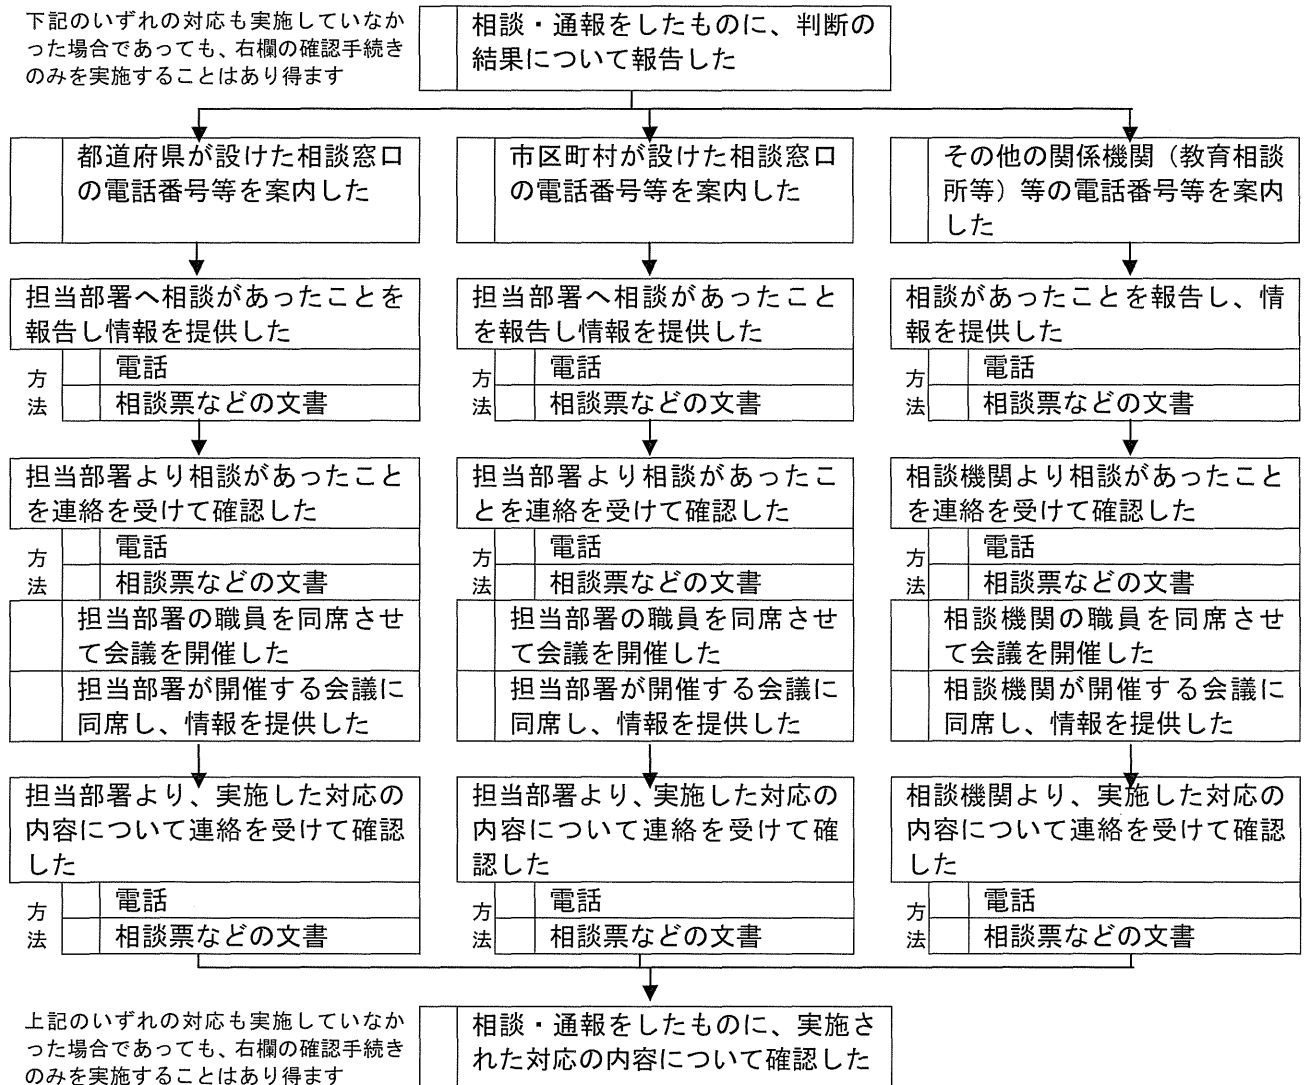 下記のいずれの対応も実施していなか
った場合であっても、右欄の確認手続き
のみを実施することはあり得ます
相談・通報をしたものに、判断の
結果について報告した
都道府県が設けた相談窓口
の電話番号等を案内した
市区町村が設けた相談窓口
の電話番号等を案内した
その他の関係機関（教育相談
所等）等の電話番号等を案内
した
担当部署へ相談があったことを
報告し情報を提供した
方
法
電話
相談票などの文書
担当部署へ相談があったこと
を報告し情報を提供した
方
法
電話
相談票などの文書
相談があったことを報告し、情
報を提供した
方
法
電話
相談票などの文書
担当部署より相談があったこと
を連絡を受けて確認した
方
法
電話
相談票などの文書
担当部署の職員を同席させ
て会議を開催した
担当部署が開催する会議に
同席し、情報を提供した
担当部署より相談があったこ
とを連絡を受けて確認した
方
法
電話
相談票などの文書
担当部署の職員を同席させ
て会議を開催した
担当部署が開催する会議に
同席し、情報を提供した
相談機関より相談があったこと
を連絡を受けて確認した
方
法
電話
相談票などの文書
相談機関の職員を同席させ
て会議を開催した
相談機関が開催する会議に
同席し、情報を提供した
担当部署より、実施した対応の
内容について連絡を受けて確認
した
方
法
電話
相談票などの文書
担当部署より、実施した対応の
内容について連絡を受けて確
認した
方
法
電話
相談票などの文書
相談機関より、実施した対応の
内容について連絡を受けて確認
した
方
法
電話
相談票などの文書
上記のいずれの対応も実施していなか
った場合であっても、右欄の確認手続き
のみを実施することはあり得ます
相談・通報をしたものに、実施さ
れた対応の内容について確認した